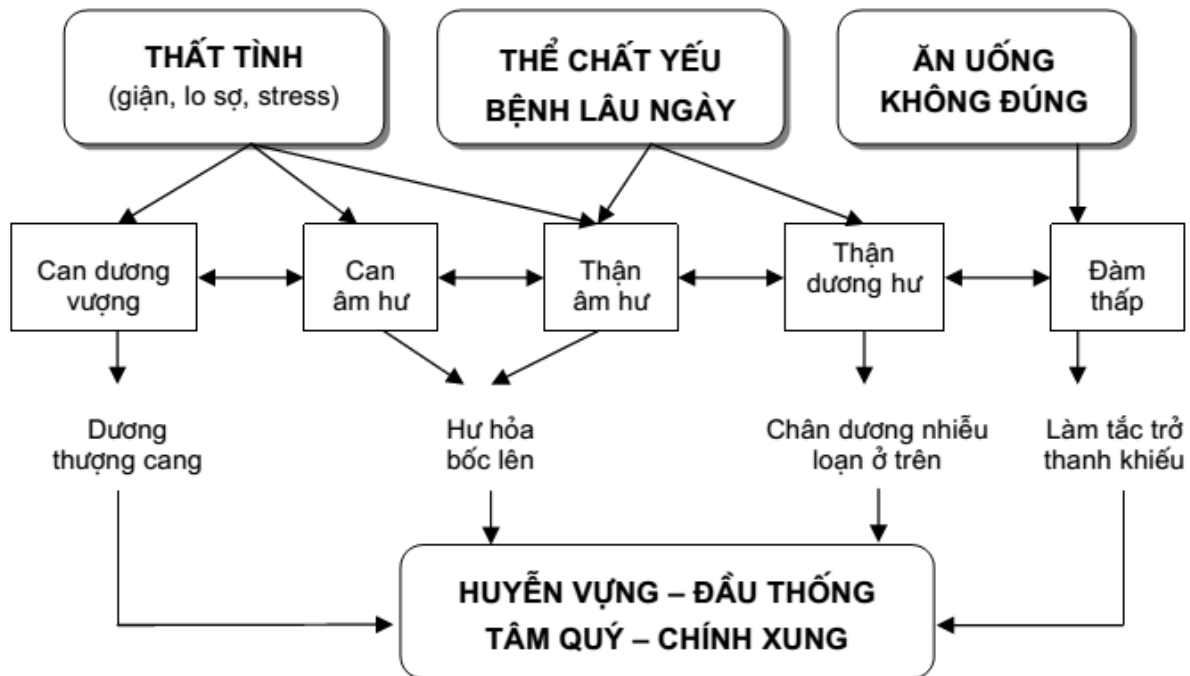 THẤT TÌNH
(giận, lo sợ, stress)
THỂ CHẤT YẾU
BỆNH LÂU NGÀY
ĂN UỐNG
KHÔNG ĐÚNG
Can dương
vượng
Can
âm hư
Thận
âm hư
Thận
dương hư
Đàm
thấp
Dương
thượng cang
Hư hỏa
bốc lên
Chân dương nhiễu
loạn ở trên
Làm tắc trở
thanh khiếu
HUYỄN VỰNG – ĐẦU THỐNG
TÂM QUÝ – CHÍNH XUNG